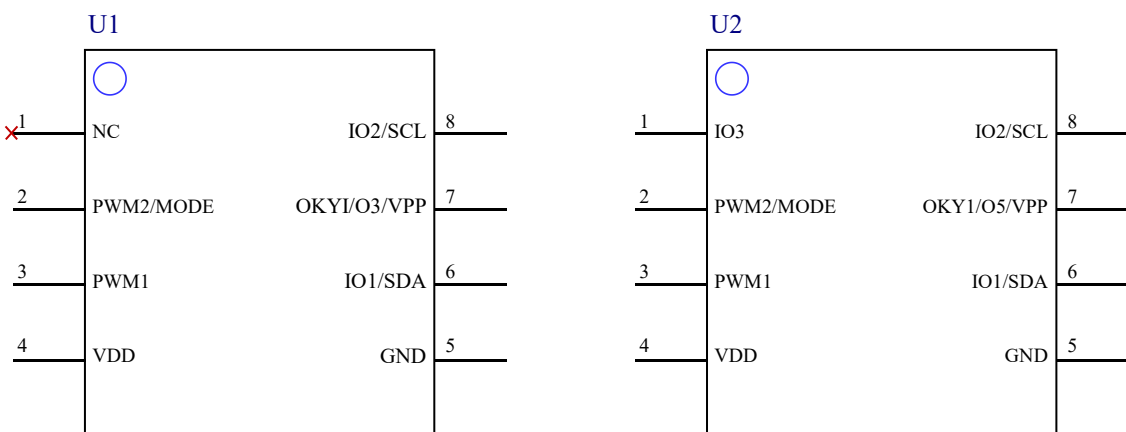 U1 U2
1 NC IO2/SCL 8 1 IO3 IO2/SCL 8
2 PWM2/MODE OKYI/O3/VPP 7 2 PWM2/MODE OKY1/O5/VPP 7
3 PWM1 IO1/SDA 6 3 PWM1 IO1/SDA 6
4 VDD GND 5 4 VDD GND 5